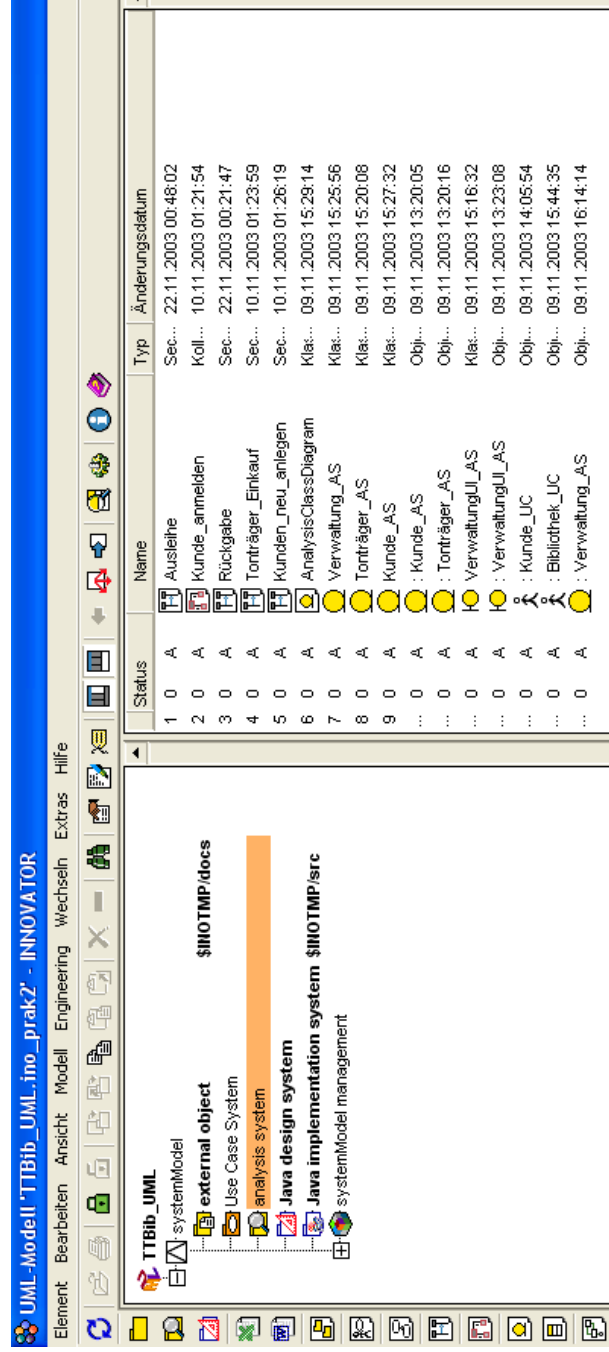 UML-Modell 'TTBib_UML.ino_prak2' - INNOVATOR
Element Bearbeiten Ansicht Modell Engineering Wechseln Extras Hilfe
TTBib_UML
systemModel
external object $INOTMP/docs
Use Case System
analysis system
Java design system
Java implementation system $INOTMP/src
systemModel management
Status Name Typ Änderungsdatum
1 0 A Ausleihe Sec... 22.11.2003 00:48:02
2 0 A Kunde_anmelden Koll... 10.11.2003 01:21:54
3 0 A Rückgabe Sec... 22.11.2003 00:21:47
4 0 A Tonträger_Einkauf Sec... 10.11.2003 01:23:59
5 0 A Kunden_neu_anlegen Sec... 10.11.2003 01:26:19
6 0 A AnalysisClassDiagram Klas... 09.11.2003 15:29:14
7 0 A Verwaltung_AS Klas... 09.11.2003 15:25:56
8 0 A Tonträger_AS Klas... 09.11.2003 15:20:08
9 0 A Kunde_AS Klas... 09.11.2003 15:27:32
... 0 A : Kunde_AS Obj... 09.11.2003 13:20:05
... 0 A : Tonträger_AS Obj... 09.11.2003 13:20:16
... 0 A VerwaltungUI_AS Klas... 09.11.2003 15:16:32
... 0 A : VerwaltungUI_AS Obj... 09.11.2003 13:23:08
... 0 A : Kunde_UC Obj... 09.11.2003 14:05:54
... 0 A : Bibliothek_UC Obj... 09.11.2003 15:44:35
... 0 A : Verwaltung_AS Obj... 09.11.2003 16:14:14